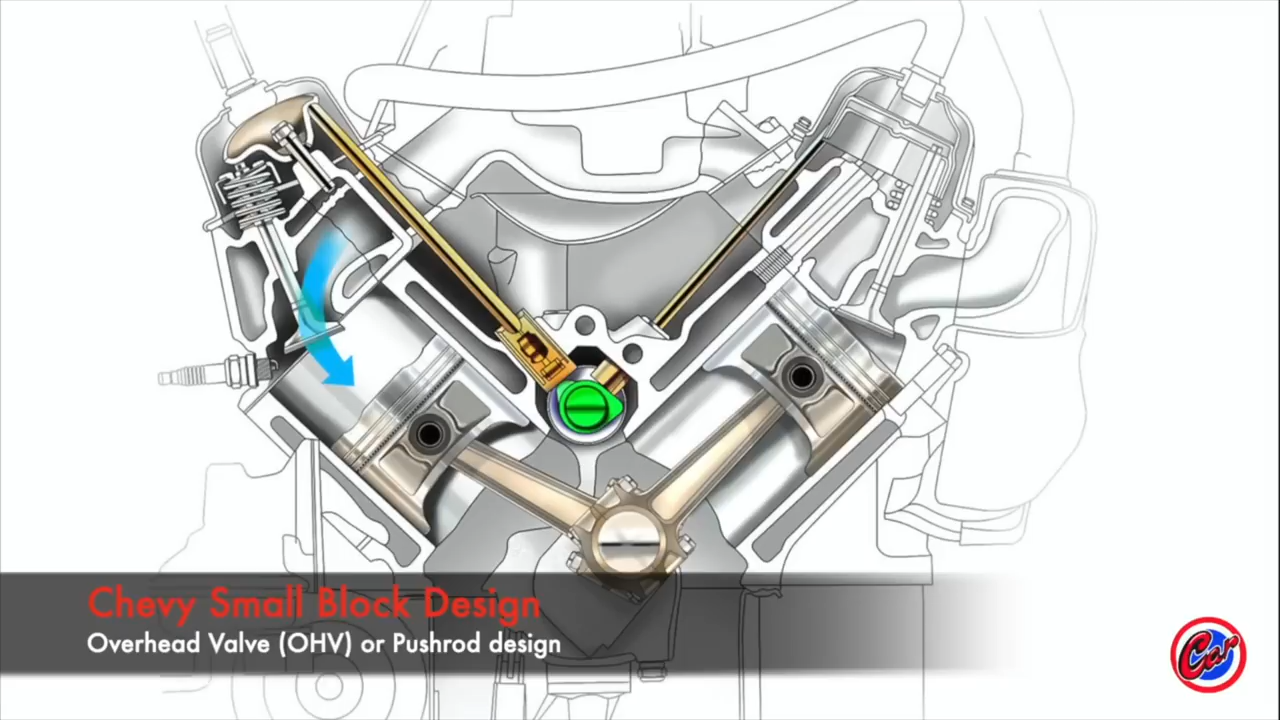 Chevy Small Block Design
Overhead Valve (OHV) or Pushrod design
Car